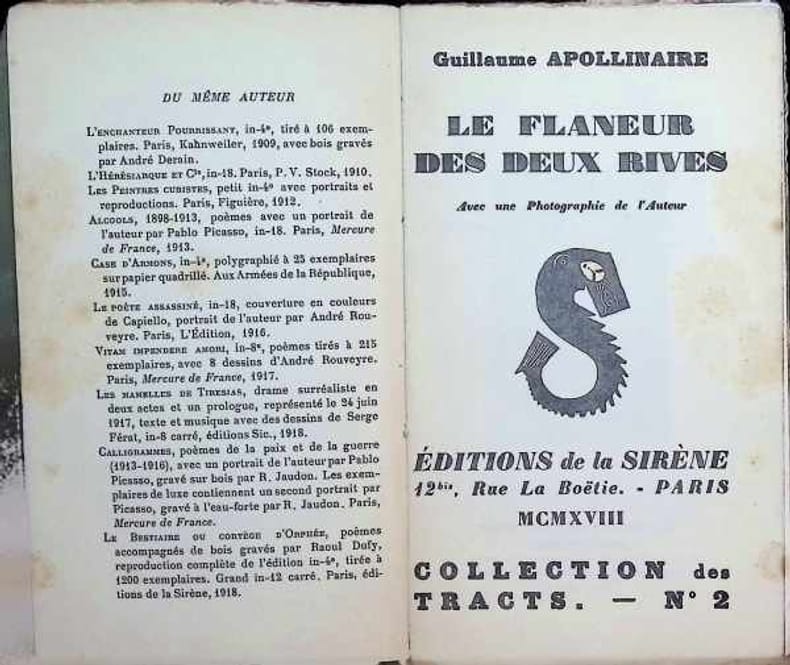 DU MÊME AUTEUR
L'ENCHANTEUR POURRISSANT, in-4º, tiré à 106 exem-
plaires. Paris, Kahnweiler, 1909, avec bois gravés
par André Derain.
L'HÉRÉSIARQUE ET Cie, in-18. Paris, P. V. Stock, 1910.
LES PEINTRES CUBISTES, petit in-4º avec portraits et
reproductions. Paris, Figuière, 1912.
ALCOOLS, 1898-1913, poèmes avec un portrait de
l'auteur par Pablo Picasso, in-18. Paris, Mercure
de France, 1913.
CASE D'ARMONS, in-4º, polygraphié à 25 exemplaires
sur papier quadrillé. Aux Armées de la République,
1915.
LE POÈTE ASSASSINÉ, in-18, couverture en couleurs
de Capiello, portrait de l'auteur par André Rou-
veyre. Paris, L'Édition, 1916.
VITAM IMPENDERE AMORI, in-8º, poèmes tirés à 215
exemplaires, avec 8 dessins d'André Rouveyre.
Paris, Mercure de France, 1917.
LES MAMELLES DE TIRESIAS, drame surréaliste en
deux actes et un prologue, représenté le 24 juin
1917, texte et musique avec des dessins de Serge
Férat, in-8 carré, éditions Sic., 1918.
CALLIGRAMMES, poèmes de la paix et de la guerre
(1913-1916), avec un portrait de l'auteur par Pablo
Picasso, gravé sur bois par R. Jaudon. Les exem-
plaires de luxe contiennent un second portrait par
Picasso, gravé à l'eau-forte par R. Jaudon. Paris,
Mercure de France.
LE BESTIAIRE OU CORTÈGE D'ORPHÉE, poèmes
accompagnés de bois gravés par Raoul Dufy,
reproduction complète de l'édition in-4º, tirée à
1200 exemplaires. Grand in-12 carré. Paris, édi-
tions de la Sirène, 1918.
Guillaume APOLLINAIRE
LE FLANEUR
DES DEUX RIVES
Avec une Photographie de l'Auteur
ÉDITIONS de la SIRÈNE
12bis, Rue La Boëtie. - PARIS
MCMXVIII
COLLECTION des
TRACTS. — Nº 2